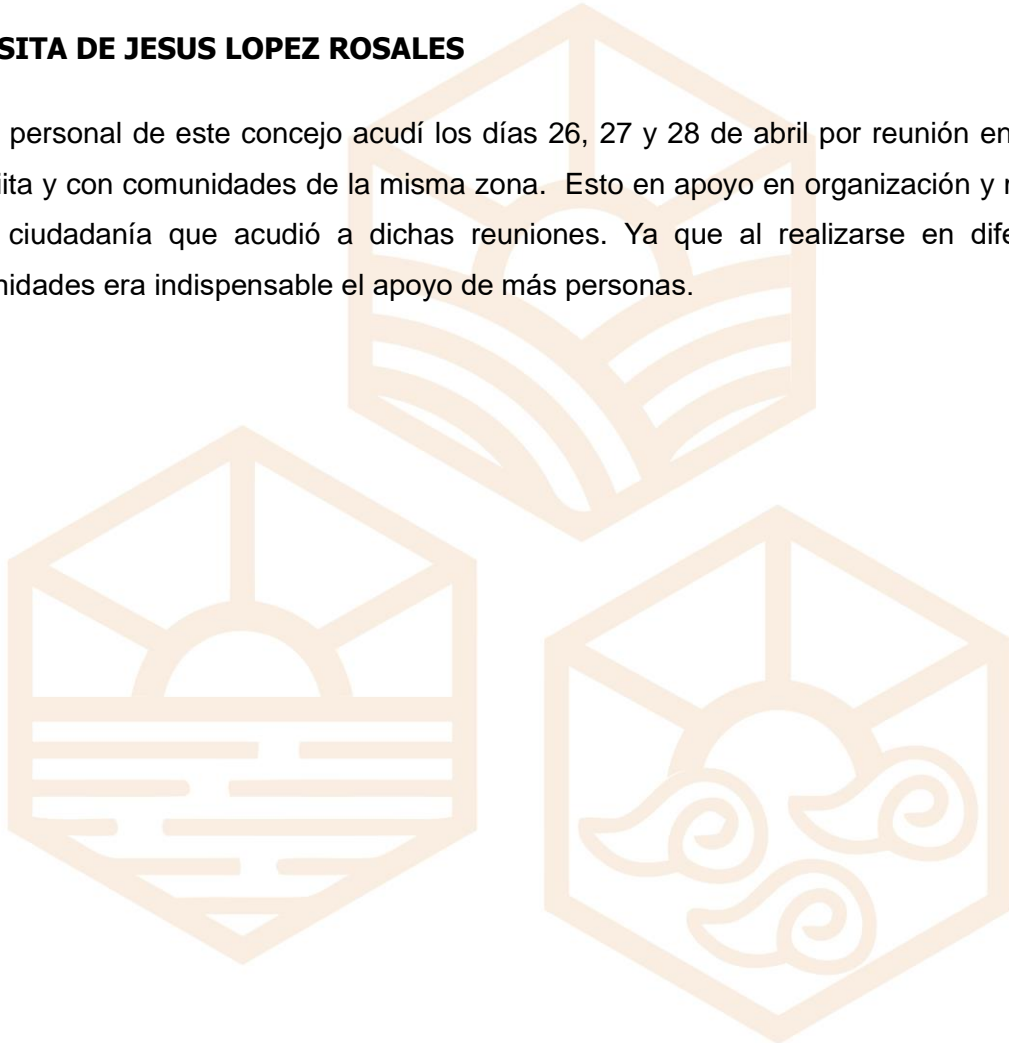 SITA DE JESUS LOPEZ ROSALES
personal de este concejo acudí los días 26, 27 y 28 de abril por reunión en
iita y con comunidades de la misma zona. Esto en apoyo en organización y
ciudadanía que acudió a dichas reuniones. Ya que al realizarse en dife
nidades era indispensable el apoyo de más personas.